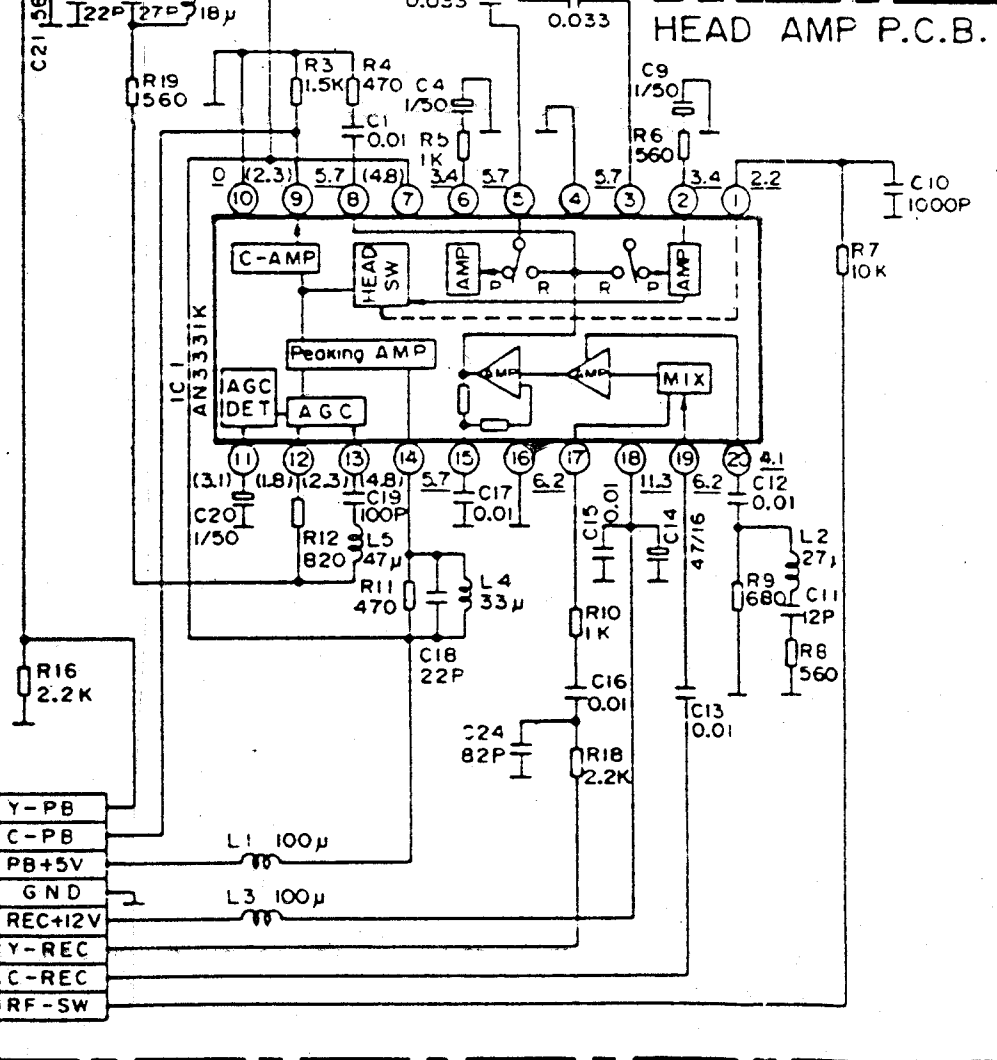 0.033
0.033
HEAD AMP P.C.B.
C21 56
22P
27P
18μ
R19
560
R3
1.5K
R4
470
C1
0.01
C4
1/50
R5
1K
C9
1/50
R6
560
0 (2.3) 5.7 (4.8) 3.4 5.7 5.7 3.4 2.2
10 9 8 7 6 5 4 3 2 1
C10
1000P
R7
10K
IC1
AN3331K
C-AMP
HEAD
SW
AMP
P R R P
AMP
Peaking AMP
AGC
DET
AGC
AMP
AMP
MIX
11 12 13 14 15 16 17 18 19 20
(3.1) (1.8) (2.3) (4.8) 5.7 6.2 11.3 6.2 4.1
C20
1/50
R12
820
C19
100P
L5
47μ
C17
0.01
C15
0.01
C14
47/16
C12
0.01
L2
R9
680
C11
12P
R8
560
R11
470
L4
33μ
C18
22P
R10
1K
C16
0.01
C24
82P
R18
2.2K
C13
0.01
R16
2.2K
Y-PB
C-PB
PB+5V
GND
REC+12V
Y-REC
C-REC
RF-SW
L1 100μ
L3 100μ